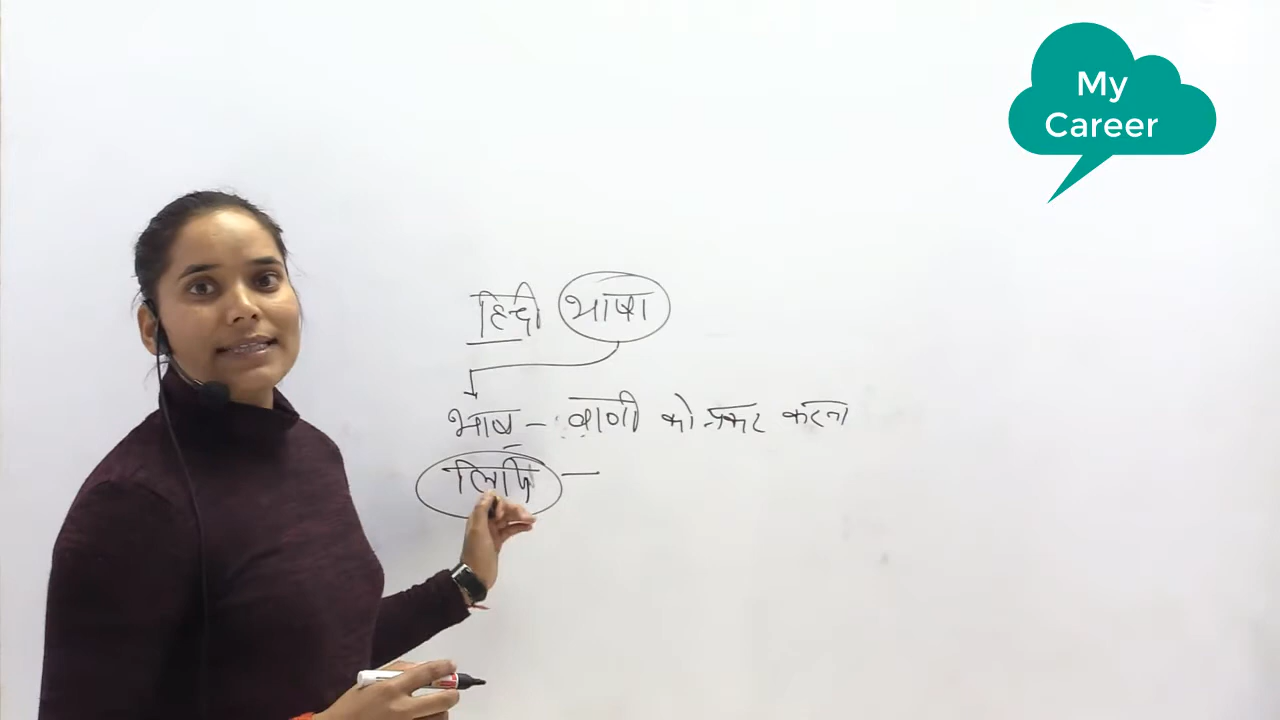 My
Career
हिन्दी भाषा
भाष - वाणी को प्रकट करना
लिपि -